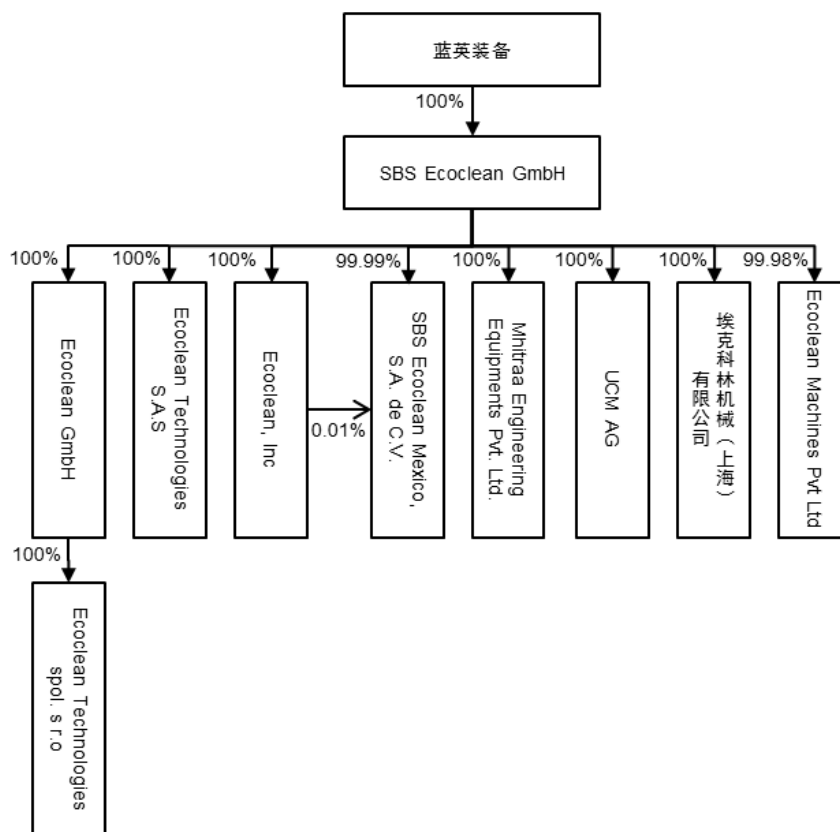 蓝英装备
100%
SBS Ecoclean GmbH
100%
100%
100%
99.99%
100%
100%
100%
99.98%
Ecoclean GmbH
Ecoclean Technologies
S.A.S
Ecoclean, Inc
0.01%
SBS Ecoclean Mexico,
S.A. de C.V.
Mhitraa Engineering
Equipments Pvt. Ltd.
UCM AG
埃克科林机械（上海）
有限公司
Ecoclean Machines Pvt Ltd
100%
Ecoclean Technologies
spol. s r.o